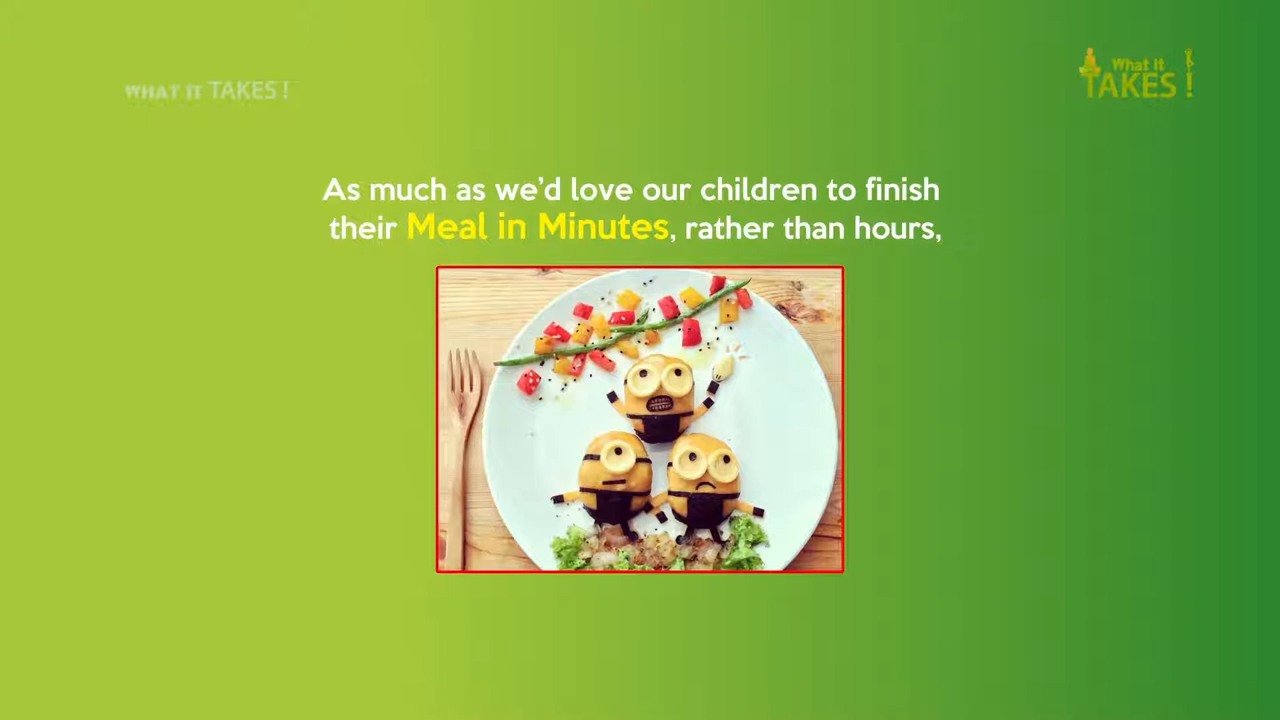 WHAT IT TAKES !
What It
TAKES !
As much as we'd love our children to finish
their Meal in Minutes, rather than hours,